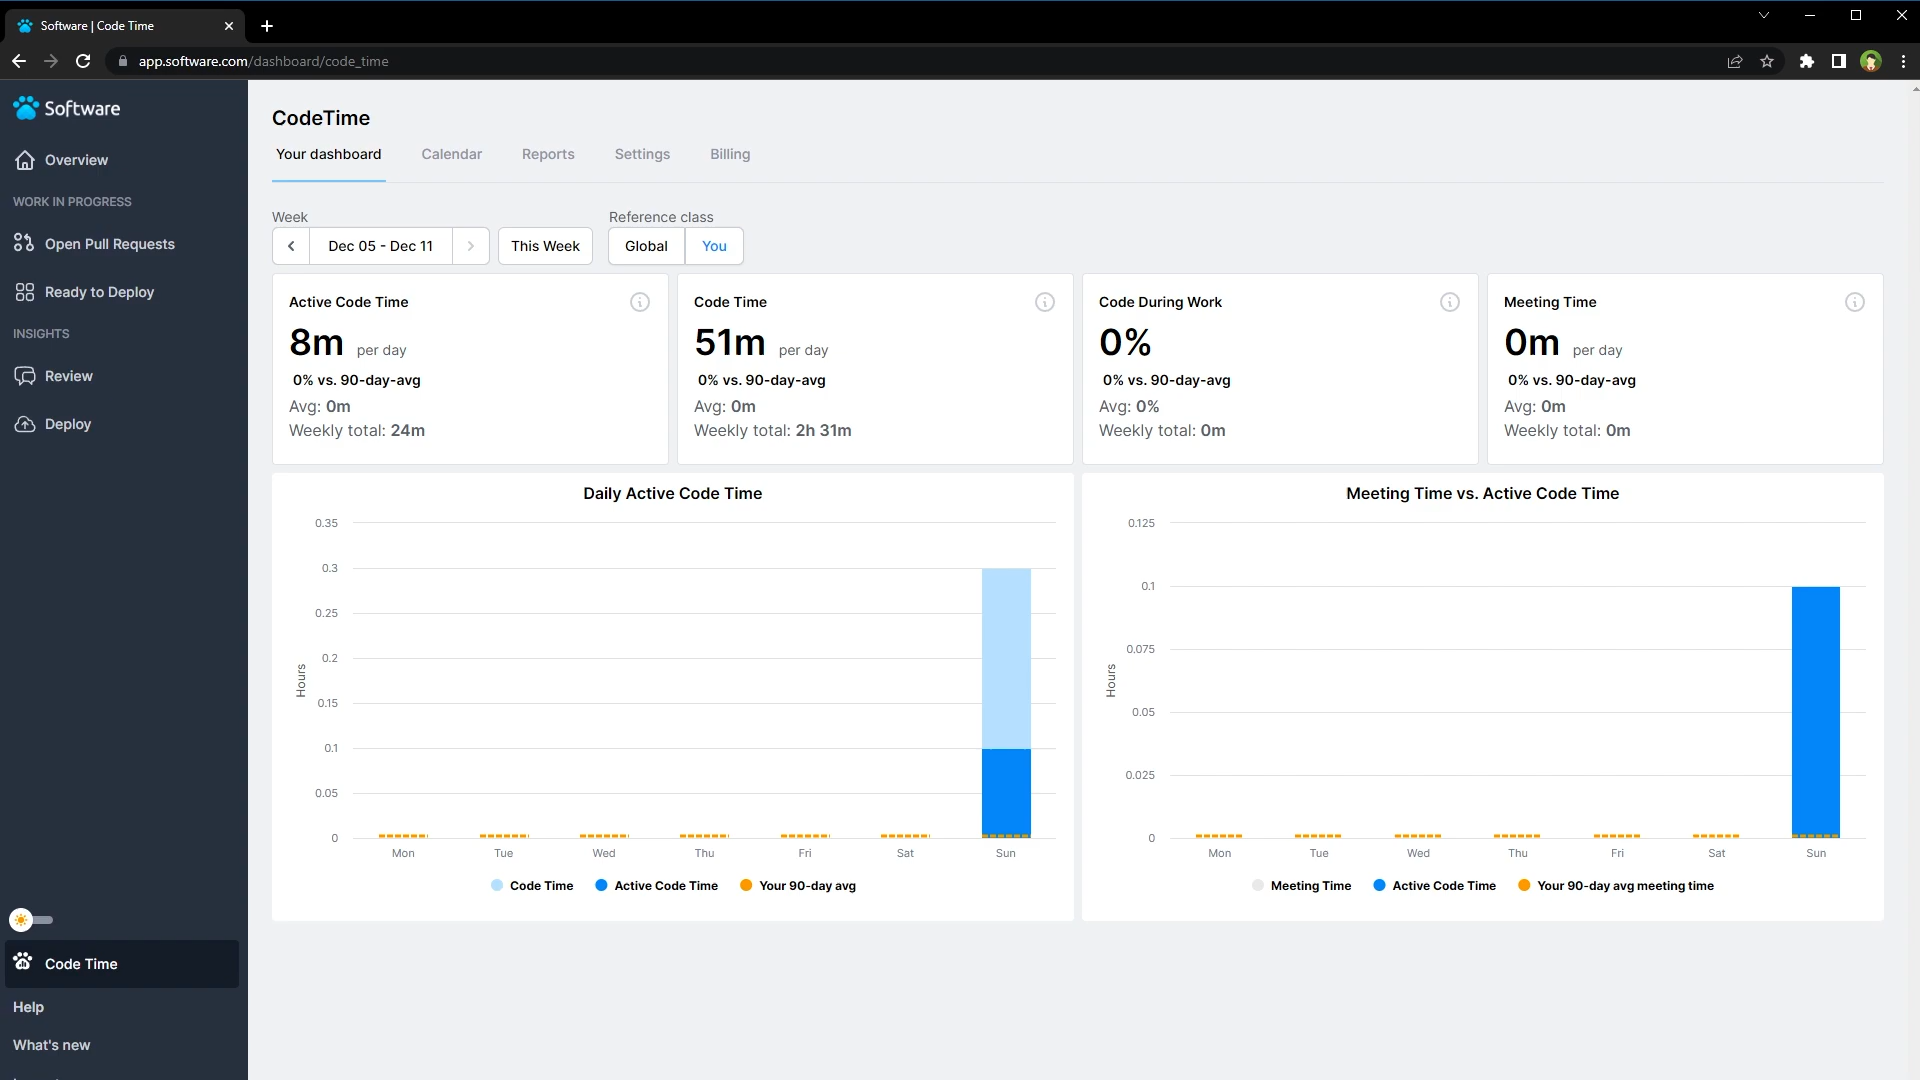 Software | Code Time
app.software.com/dashboard/code_time
Software
Overview
WORK IN PROGRESS
Open Pull Requests
Ready to Deploy
INSIGHTS
Review
Deploy
Code Time
Help
What's new
CodeTime
Your dashboard Calendar Reports Settings Billing
Week Reference class
Dec 05 - Dec 11 This Week Global You
Active Code Time
8m per day
0% vs. 90-day-avg
Avg: 0m
Weekly total: 24m
Code Time
51m per day
0% vs. 90-day-avg
Avg: 0m
Weekly total: 2h 31m
Code During Work
0%
0% vs. 90-day-avg
Avg: 0%
Weekly total: 0m
Meeting Time
0m per day
0% vs. 90-day-avg
Avg: 0m
Weekly total: 0m
Daily Active Code Time
0.35
0.3
0.25
0.2
0.15
0.1
0.05
0
Hours
Mon Tue Wed Thu Fri Sat Sun
Code Time Active Code Time Your 90-day avg
Meeting Time vs. Active Code Time
0.125
0.1
0.075
0.05
0.025
0
Hours
Mon Tue Wed Thu Fri Sat Sun
Meeting Time Active Code Time Your 90-day avg meeting time